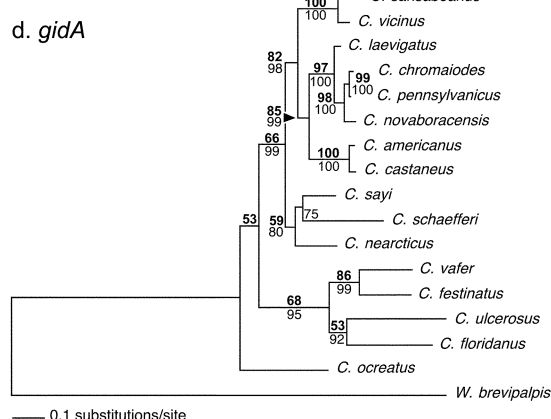 100
100
C. vicinus
d. gidA
C. laevigatus
82
98
97
100
C. chromaiodes
99
100
98
100
C. pennsylvanicus
85
99
C. novaboracensis
66
99
C. americanus
100
100
C. castaneus
C. sayi
59
80
75
C. schaefferi
53
C. nearcticus
C. vafer
86
99
C. festinatus
68
95
C. ulcerosus
53
92
C. floridanus
C. ocreatus
W. brevipalpis
0.1 substitutions/site